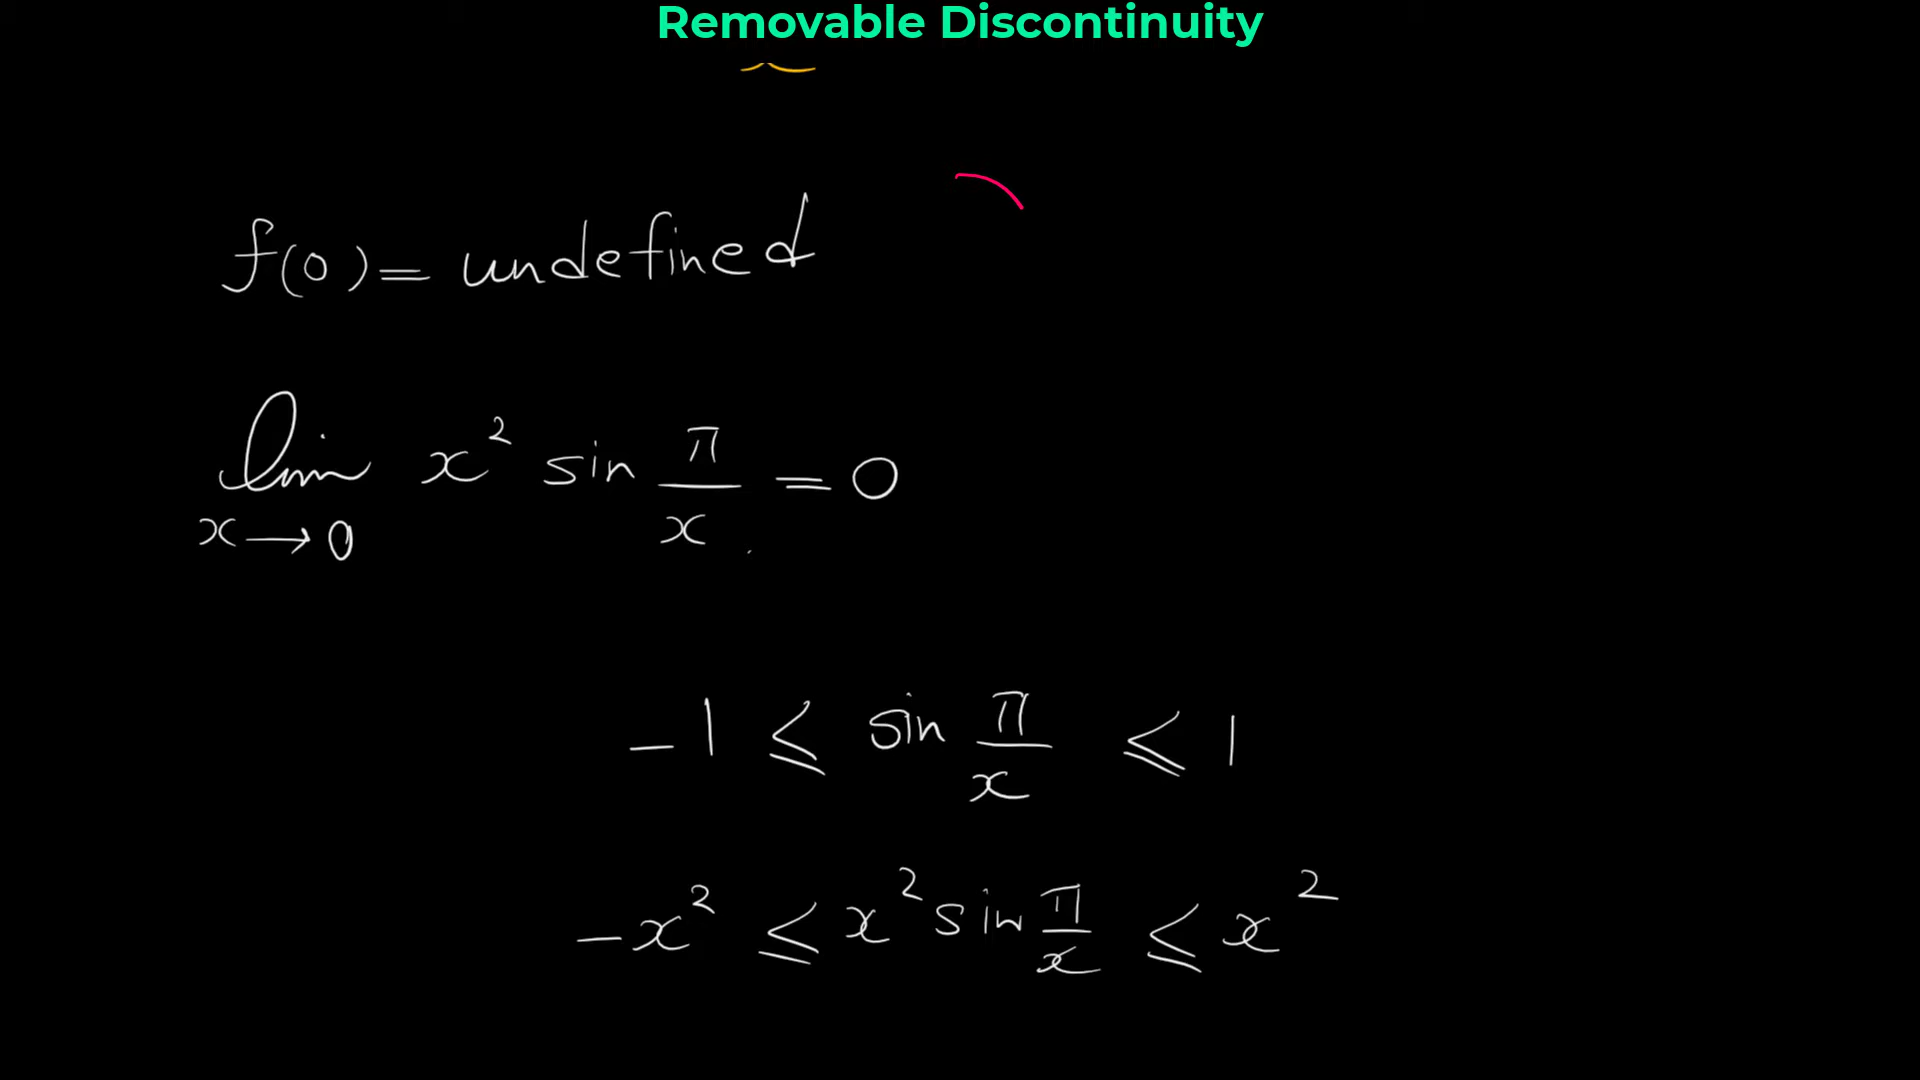 Removable Discontinuity
f(0) = undefined
lim x→0 x² sin π/x = 0
-1 ≤ sin π/x ≤ 1
-x² ≤ x² sin π/x ≤ x²